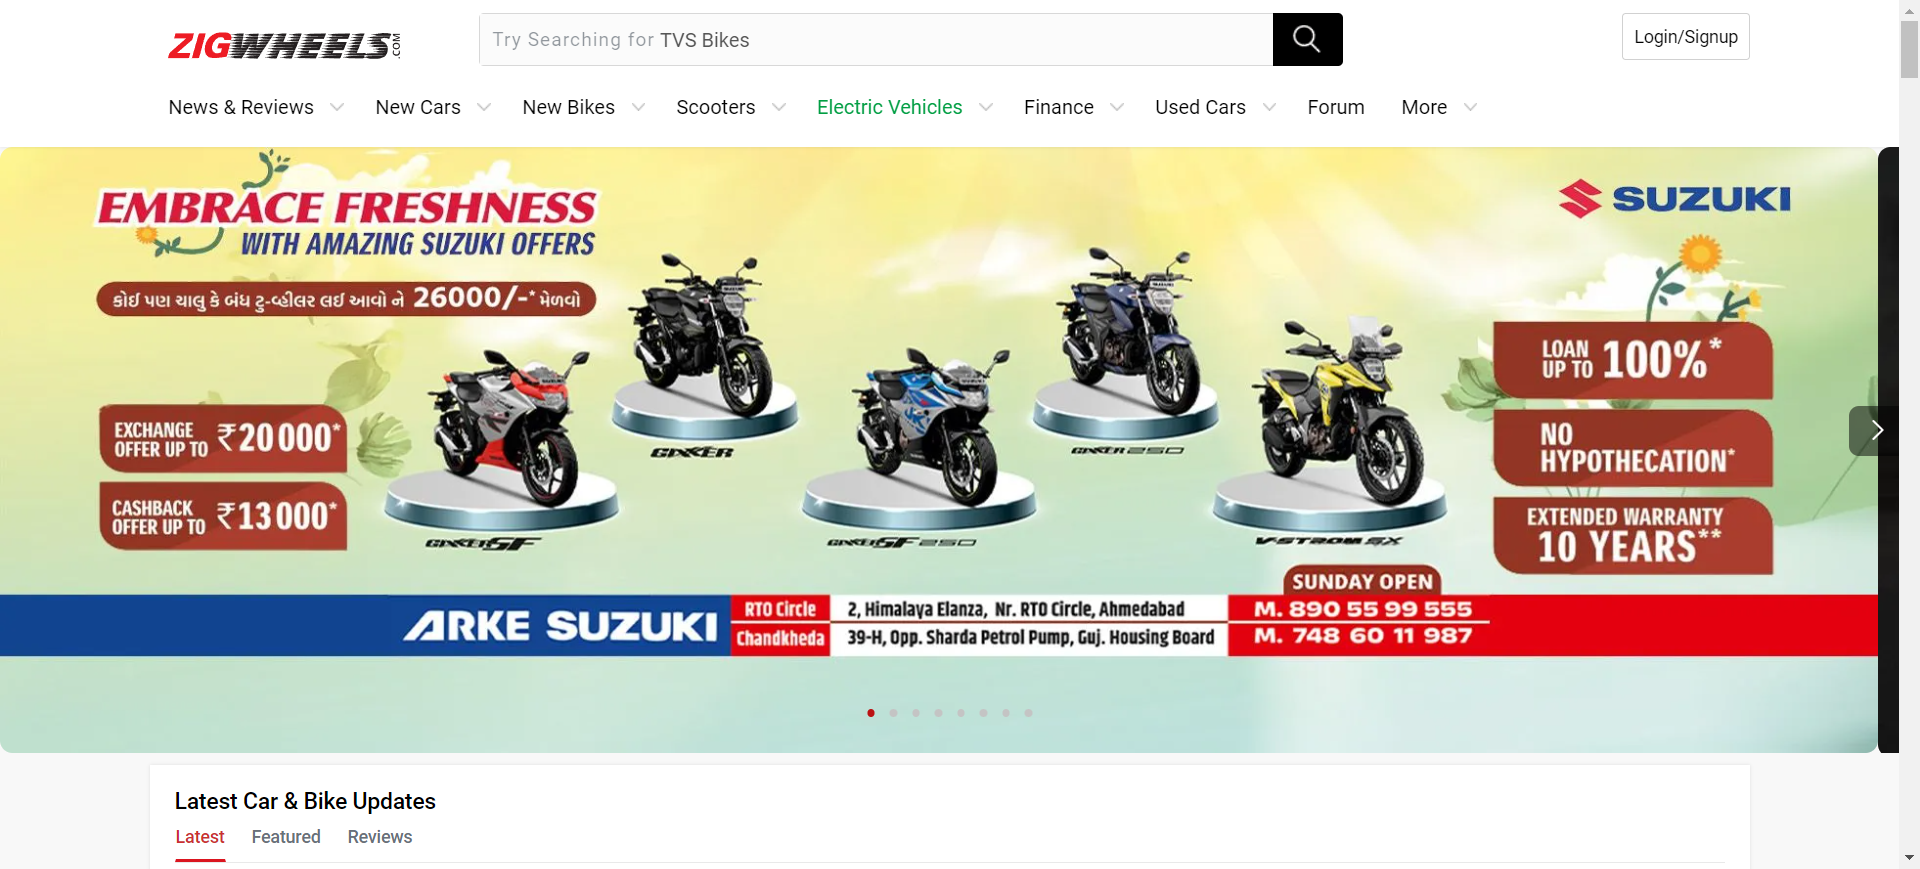 ZIGWHEELS.COM
Try Searching for TVS Bikes
Login/Signup
News & Reviews
New Cars
New Bikes
Scooters
Electric Vehicles
Finance
Used Cars
Forum
More
EMBRACE FRESHNESS
WITH AMAZING SUZUKI OFFERS
SUZUKI
કોઈ પણ ચાલુ કે બંધ ટુ-વ્હીલર લઈ આવો ને 26000/-* મેળવો
EXCHANGE
OFFER UP TO ₹20000*
CASHBACK
OFFER UP TO ₹13000*
GIXXER
GIXXER 250
GIXXER SF
GIXXER SF 250
V-STROM SX
LOAN
UP TO 100%*
NO
HYPOTHECATION*
EXTENDED WARRANTY
10 YEARS**
SUNDAY OPEN
ARKE SUZUKI
RTO Circle 2, Himalaya Elanza, Nr. RTO Circle, Ahmedabad M. 890 55 99 555
Chandkheda 39-H, Opp. Sharda Petrol Pump, Guj. Housing Board M. 748 60 11 987
Latest Car & Bike Updates
Latest
Featured
Reviews